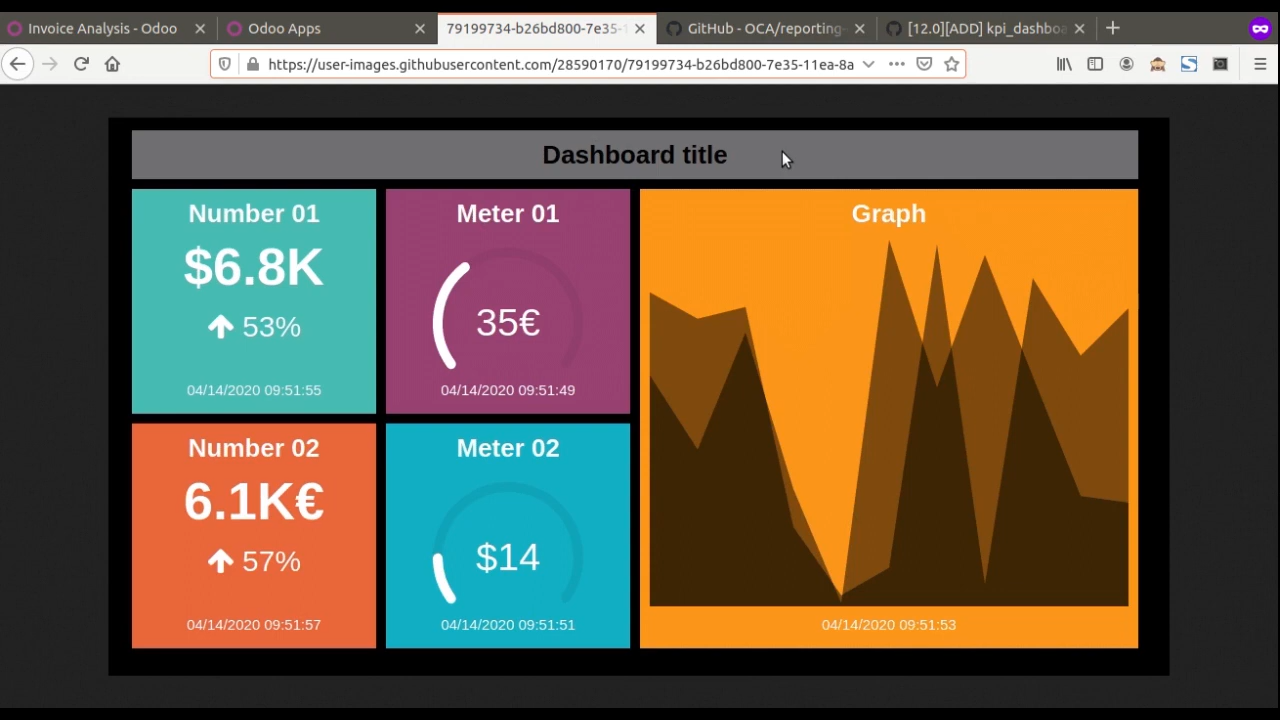 Invoice Analysis - Odoo
Odoo Apps
79199734-b26bd800-7e35-1
GitHub - OCA/reporting-
[12.0][ADD] kpi_dashboa
https://user-images.githubusercontent.com/28590170/79199734-b26bd800-7e35-11ea-8a
Dashboard title
Number 01
$6.8K
53%
04/14/2020 09:51:55
Meter 01
35€
04/14/2020 09:51:49
Graph
04/14/2020 09:51:53
Number 02
6.1K€
57%
04/14/2020 09:51:57
Meter 02
$14
04/14/2020 09:51:51